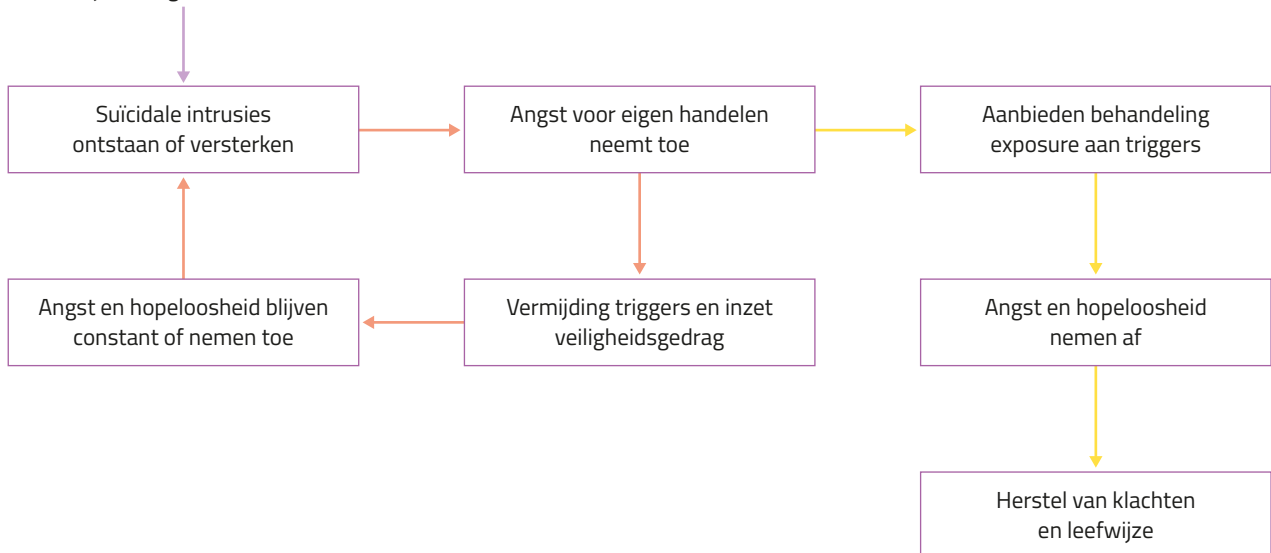 Suïcidale intrusies
ontstaan of versterken
Angst voor eigen handelen
neemt toe
Aanbieden behandeling
exposure aan triggers
Angst en hopeloosheid blijven
constant of nemen toe
Vermijding triggers en inzet
veiligheidsgedrag
Angst en hopeloosheid
nemen af
Herstel van klachten
en leefwijze